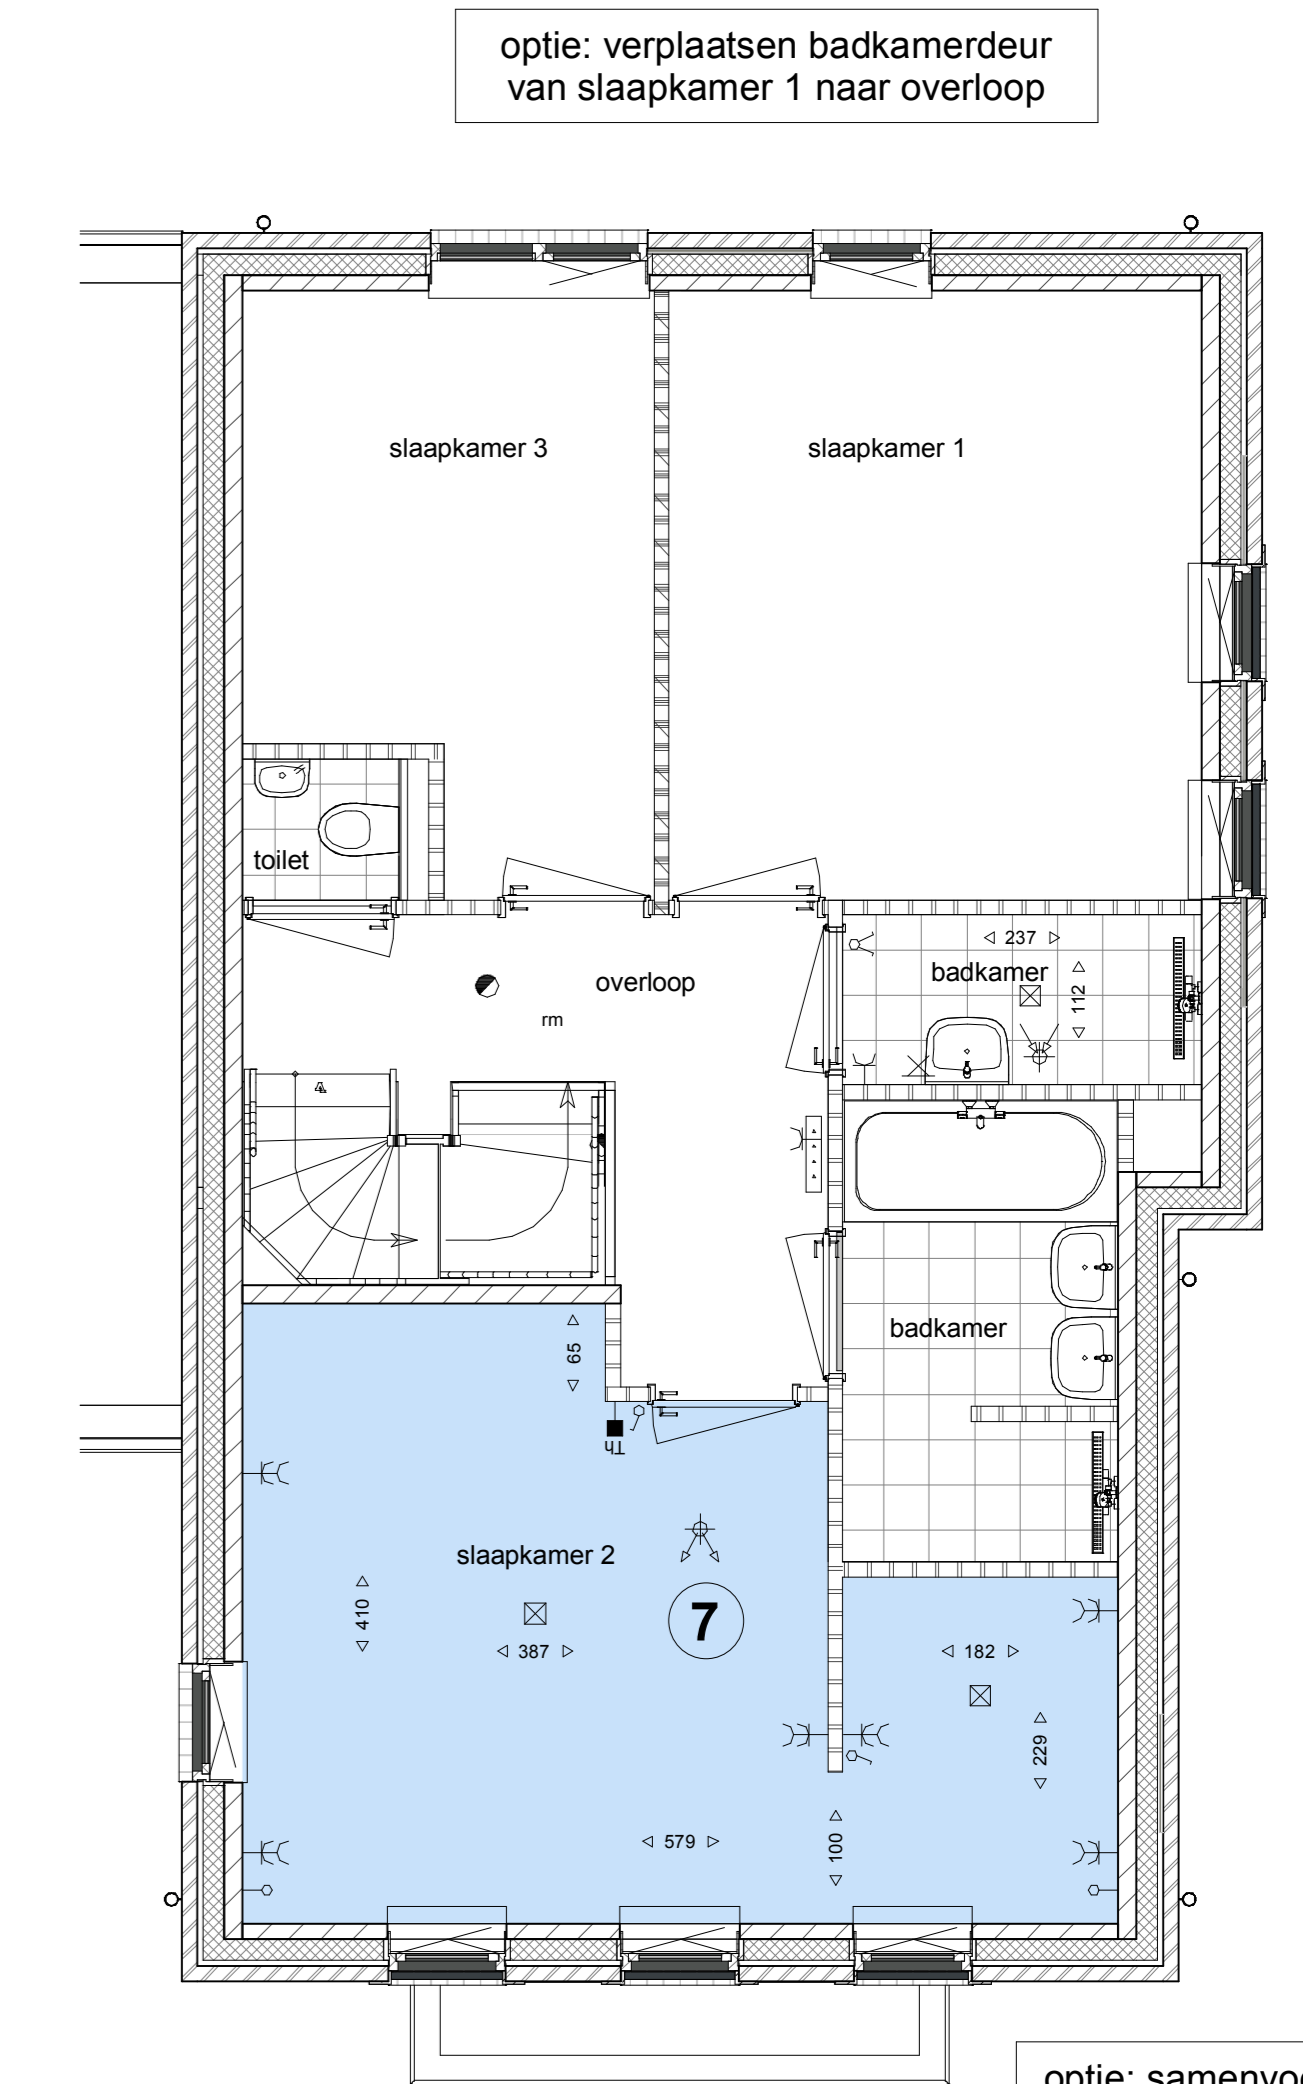 optie: verplaatsen badkamerdeur
van slaapkamer 1 naar overloop
slaapkamer 3
slaapkamer 1
toilet
237
badkamer
112
overloop
rm
badkamer
65
Th
slaapkamer 2
7
410
387
182
229
579
100
optie: